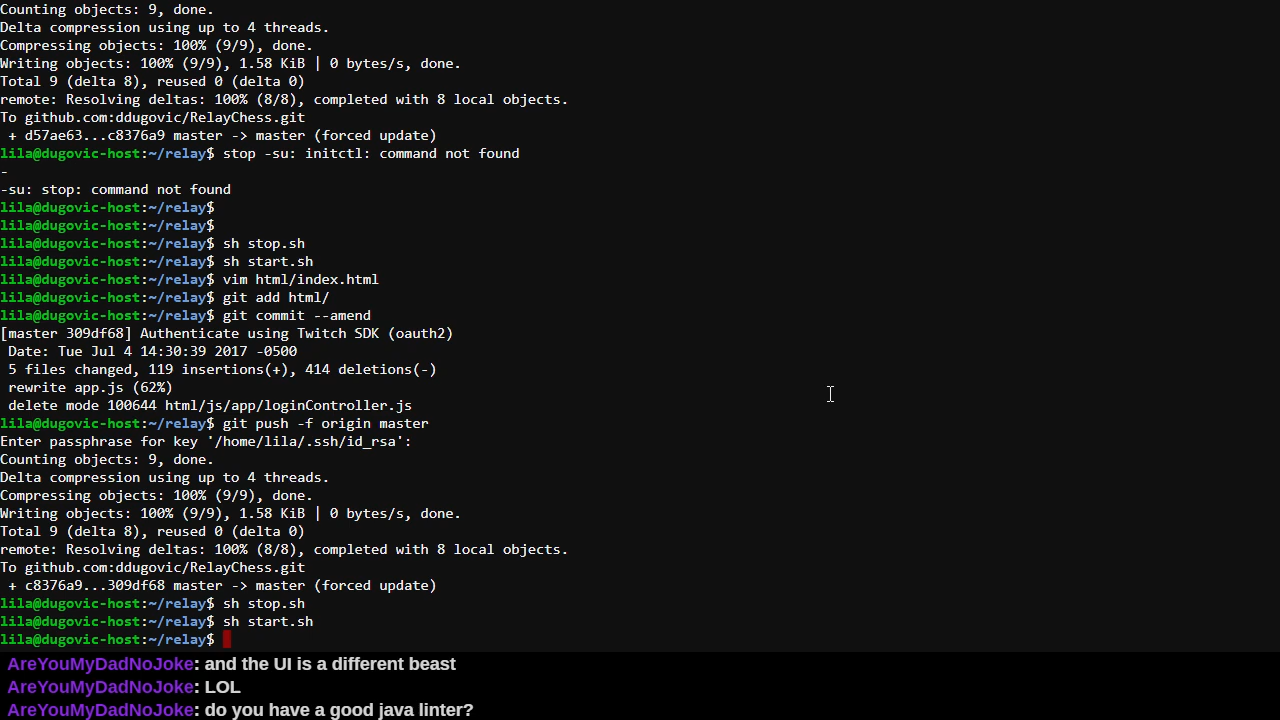 Counting objects: 9, done.
Delta compression using up to 4 threads.
Compressing objects: 100% (9/9), done.
Writing objects: 100% (9/9), 1.58 KiB | 0 bytes/s, done.
Total 9 (delta 8), reused 0 (delta 0)
remote: Resolving deltas: 100% (8/8), completed with 8 local objects.
To github.com:ddugovic/RelayChess.git
 + d57ae63...c8376a9 master -> master (forced update)
lila@dugovic-host:~/relay$ stop -su: initctl: command not found
-
-su: stop: command not found
lila@dugovic-host:~/relay$
lila@dugovic-host:~/relay$
lila@dugovic-host:~/relay$ sh stop.sh
lila@dugovic-host:~/relay$ sh start.sh
lila@dugovic-host:~/relay$ vim html/index.html
lila@dugovic-host:~/relay$ git add html/
lila@dugovic-host:~/relay$ git commit --amend
[master 309df68] Authenticate using Twitch SDK (oauth2)
 Date: Tue Jul 4 14:30:39 2017 -0500
 5 files changed, 119 insertions(+), 414 deletions(-)
 rewrite app.js (62%)
 delete mode 100644 html/js/app/loginController.js
lila@dugovic-host:~/relay$ git push -f origin master
Enter passphrase for key '/home/lila/.ssh/id_rsa':
Counting objects: 9, done.
Delta compression using up to 4 threads.
Compressing objects: 100% (9/9), done.
Writing objects: 100% (9/9), 1.58 KiB | 0 bytes/s, done.
Total 9 (delta 8), reused 0 (delta 0)
remote: Resolving deltas: 100% (8/8), completed with 8 local objects.
To github.com:ddugovic/RelayChess.git
 + c8376a9...309df68 master -> master (forced update)
lila@dugovic-host:~/relay$ sh stop.sh
lila@dugovic-host:~/relay$ sh start.sh
lila@dugovic-host:~/relay$
AreYouMyDadNoJoke: and the UI is a different beast
AreYouMyDadNoJoke: LOL
AreYouMyDadNoJoke: do you have a good java linter?